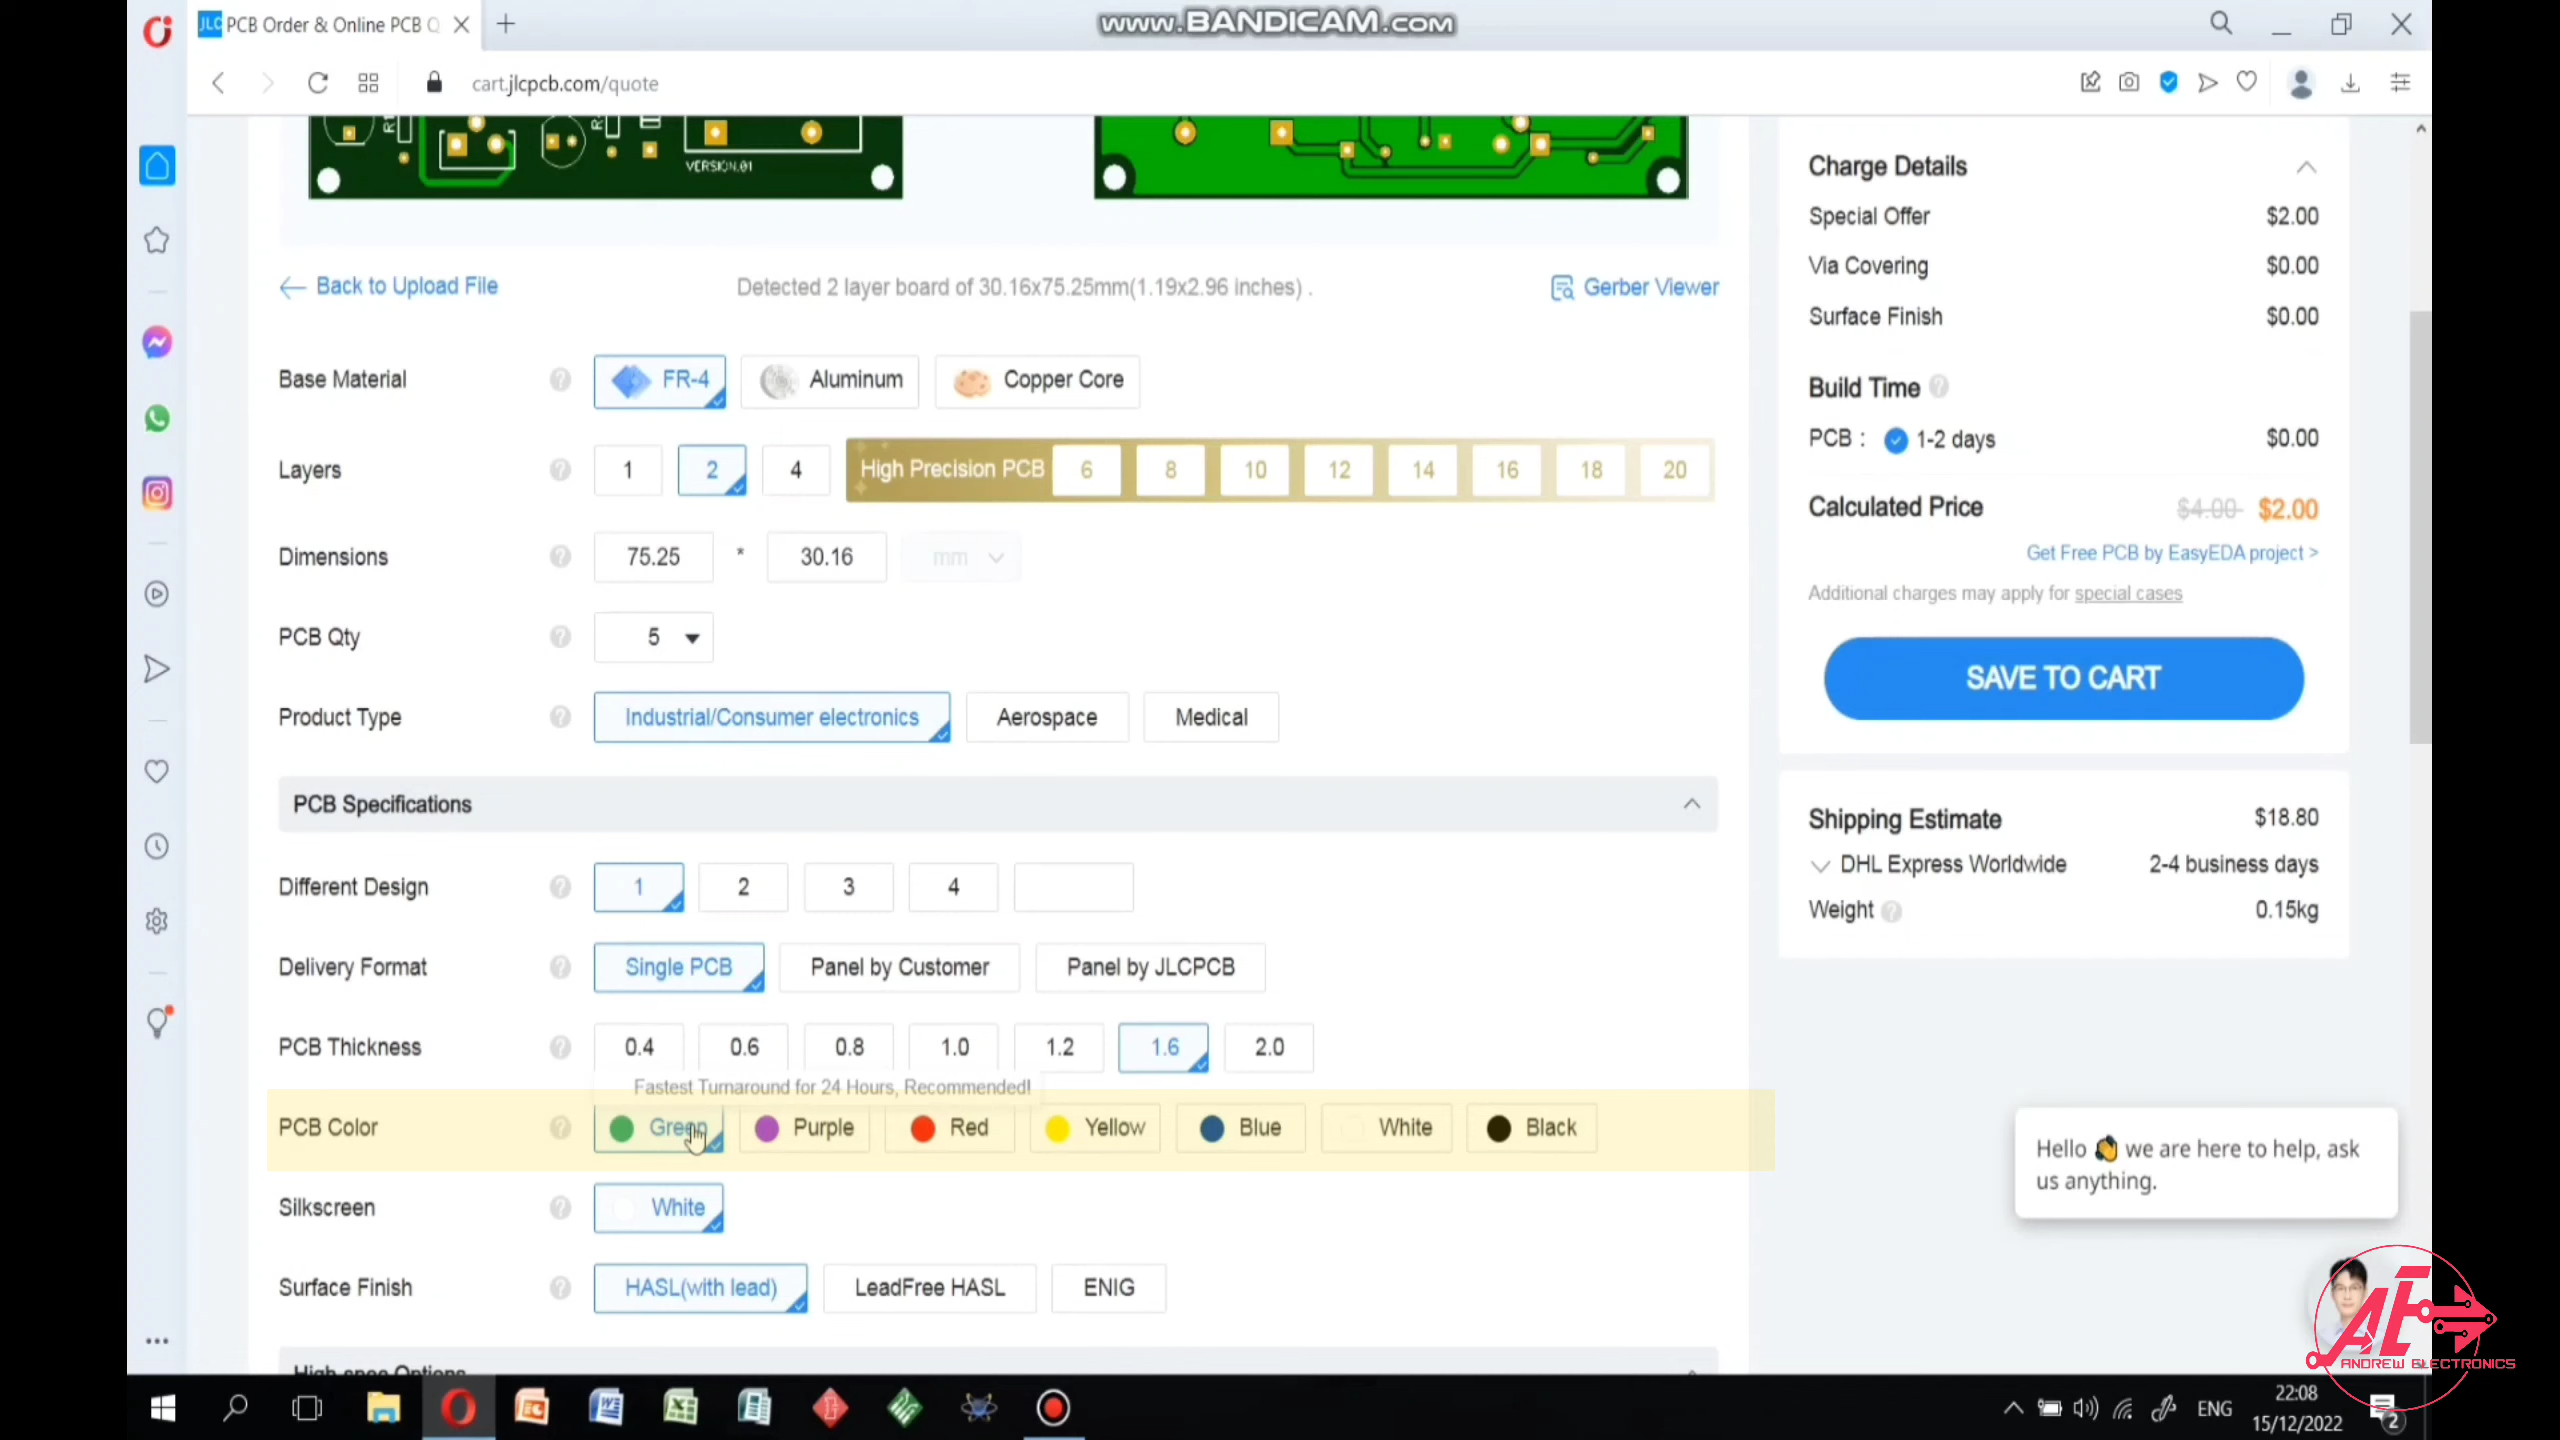 JLC PCB Order & Online PCB Q
www.BANDICAM.com
cart.jlcpcb.com/quote
VERSION.01
Back to Upload File
Detected 2 layer board of 30.16x75.25mm(1.19x2.96 inches) .
Gerber Viewer
Base Material FR-4 Aluminum Copper Core
Layers 1 2 4 High Precision PCB 6 8 10 12 14 16 18 20
Dimensions 75.25 * 30.16 mm
PCB Qty 5
Product Type Industrial/Consumer electronics Aerospace Medical
PCB Specifications
Different Design 1 2 3 4
Delivery Format Single PCB Panel by Customer Panel by JLCPCB
PCB Thickness 0.4 0.6 0.8 1.0 1.2 1.6 2.0
Fastest Turnaround for 24 Hours, Recommended!
PCB Color Green Purple Red Yellow Blue White Black
Silkscreen White
Surface Finish HASL(with lead) LeadFree HASL ENIG
High-spec Options
Charge Details
Special Offer $2.00
Via Covering $0.00
Surface Finish $0.00
Build Time
PCB : 1-2 days $0.00
Calculated Price $4.00 $2.00
Get Free PCB by EasyEDA project >
Additional charges may apply for special cases
SAVE TO CART
Shipping Estimate $18.80
DHL Express Worldwide 2-4 business days
Weight 0.15kg
Hello we are here to help, ask
us anything.
AE
ANDREW ELECTRONICS
ENG
22:08
15/12/2022
2